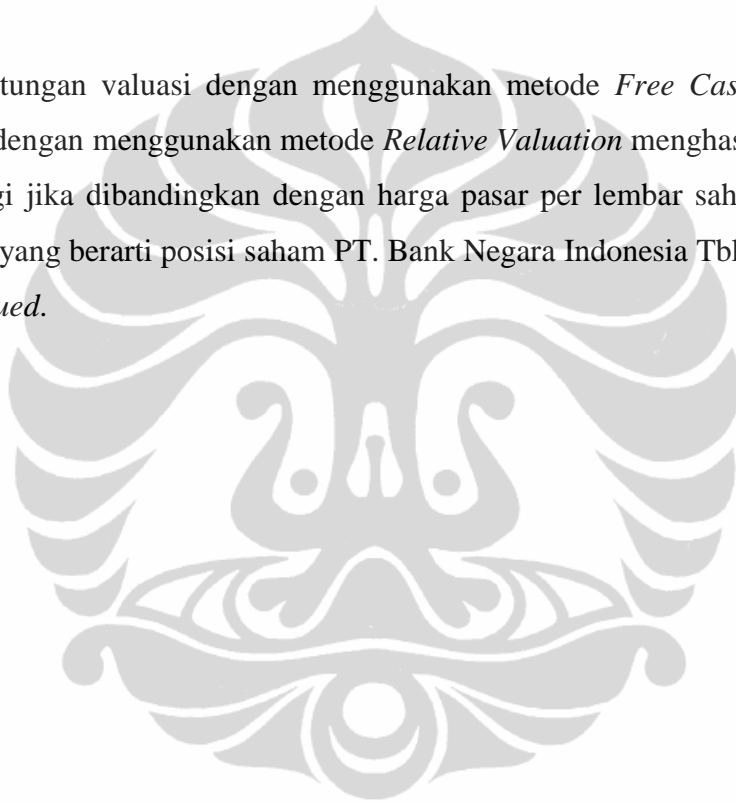 tungan valuasi dengan menggunakan metode Free Cas
dengan menggunakan metode Relative Valuation menghas
gi jika dibandingkan dengan harga pasar per lembar sah
yang berarti posisi saham PT. Bank Negara Indonesia Tb
ued.